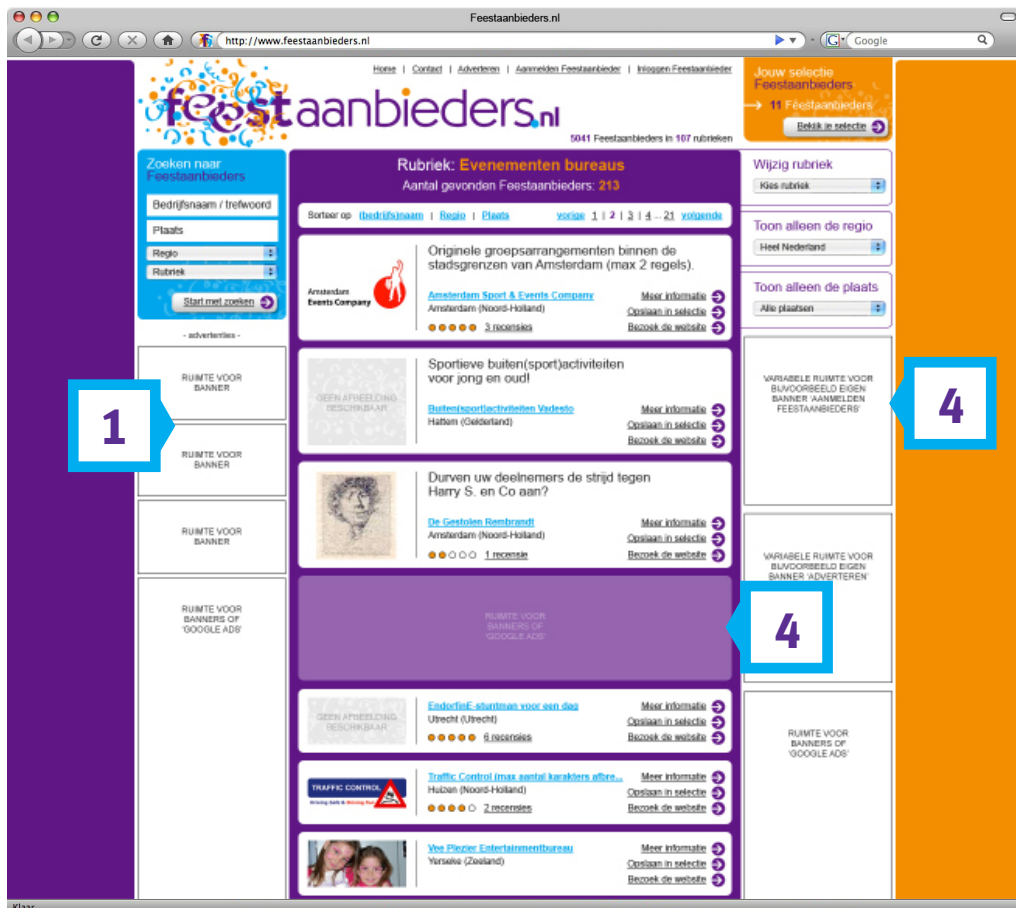 Feestaanbieders.nl
http://www.feestaanbieders.nl
Google
Home | Contact | Adverteren | Aanmelden Feestaanbieder | Inloggen Feestaanbieder
feestaanbieders.nl
5041 Feestaanbieders in 107 rubrieken
Jouw selectie
Feestaanbieders
11 Feestaanbieders
Bekijk je selectie
Zoeken naar
Feestaanbieders
Bedrijfsnaam / trefwoord
Plaats
Regio
Rubriek
Start met zoeken
- advertenties -
RUIMTE VOOR
BANNER
1
RUIMTE VOOR
BANNER
RUIMTE VOOR
BANNER
RUIMTE VOOR
BANNERS OF
'GOOGLE ADS'
Rubriek: Evenementen bureaus
Aantal gevonden Feestaanbieders: 213
Sorteer op (bedrijfs)naam | Regio | Plaats
vorige 1 | 2 | 3 | 4 ... 21 volgende
Amsterdam
Events Company
Originele groepsarrangementen binnen de
stadsgrenzen van Amsterdam (max 2 regels).
Amsterdam Sport & Events Company
Amsterdam (Noord-Holland)
3 recensies
Meer informatie
Opslaan in selectie
Bezoek de website
GEEN AFBEELDING
BESCHIKBAAR
Sportieve buiten(sport)activiteiten
voor jong en oud!
Buiten(sport)activiteiten Vadesto
Hattem (Gelderland)
Meer informatie
Opslaan in selectie
Bezoek de website
Durven uw deelnemers de strijd tegen
Harry S. en Co aan?
De Gestolen Rembrandt
Amsterdam (Noord-Holland)
1 recensie
Meer informatie
Opslaan in selectie
Bezoek de website
RUIMTE VOOR
BANNERS OF
'GOOGLE ADS'
4
GEEN AFBEELDING
BESCHIKBAAR
EndorfinE-stuntman voor een dag
Utrecht (Utrecht)
6 recensies
Meer informatie
Opslaan in selectie
Bezoek de website
TRAFFIC CONTROL
Traffic Control (max aantal karakters afbre...
Huizen (Noord-Holland)
2 recensies
Meer informatie
Opslaan in selectie
Bezoek de website
Vee Plezier Entertainmentbureau
Yerseke (Zeeland)
Meer informatie
Opslaan in selectie
Bezoek de website
Wijzig rubriek
Kies rubriek
Toon alleen de regio
Heel Nederland
Toon alleen de plaats
Alle plaatsen
VARIABELE RUIMTE VOOR
BIJVOORBEELD EIGEN
BANNER 'AANMELDEN
FEESTAANBIEDERS'
4
VARIABELE RUIMTE VOOR
BIJVOORBEELD EIGEN
BANNER 'ADVERTEREN'
RUIMTE VOOR
BANNERS OF
'GOOGLE ADS'
Klaar